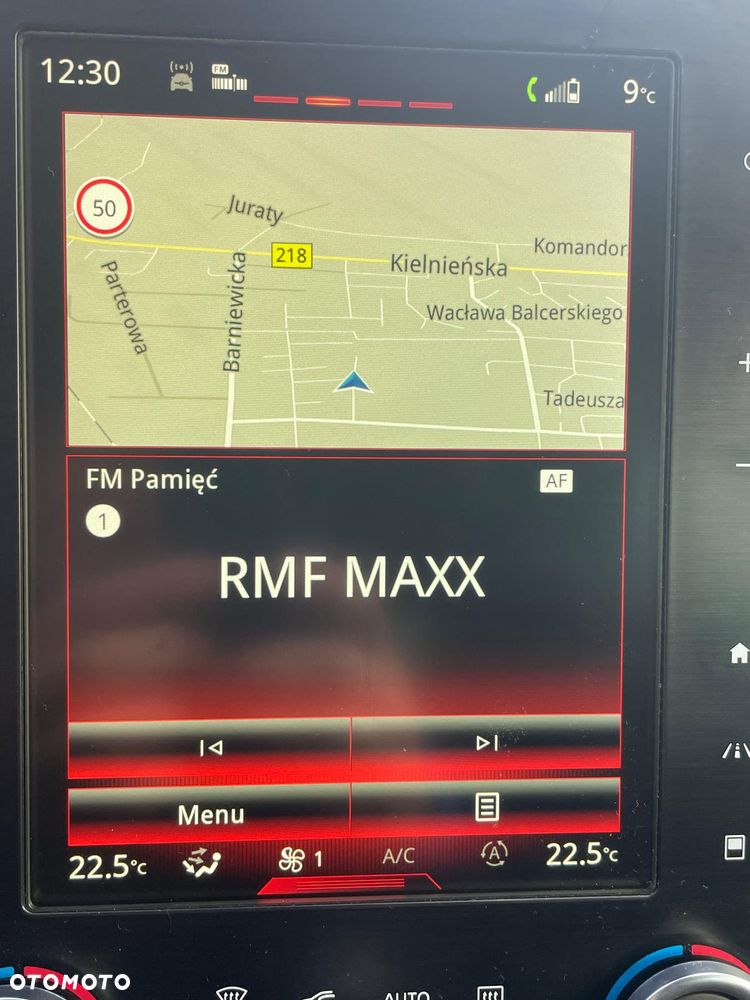 12:30
FM
9°C
50
Juraty
218
Kielnieńska
Komandor
Parterowa
Barniewicka
Wacława Balcerskiego
Tadeusza
FM Pamięć
AF
1
RMF MAXX
Menu
22.5°C
1
A/C
A
22.5°C
OTOMOTO
AUTO